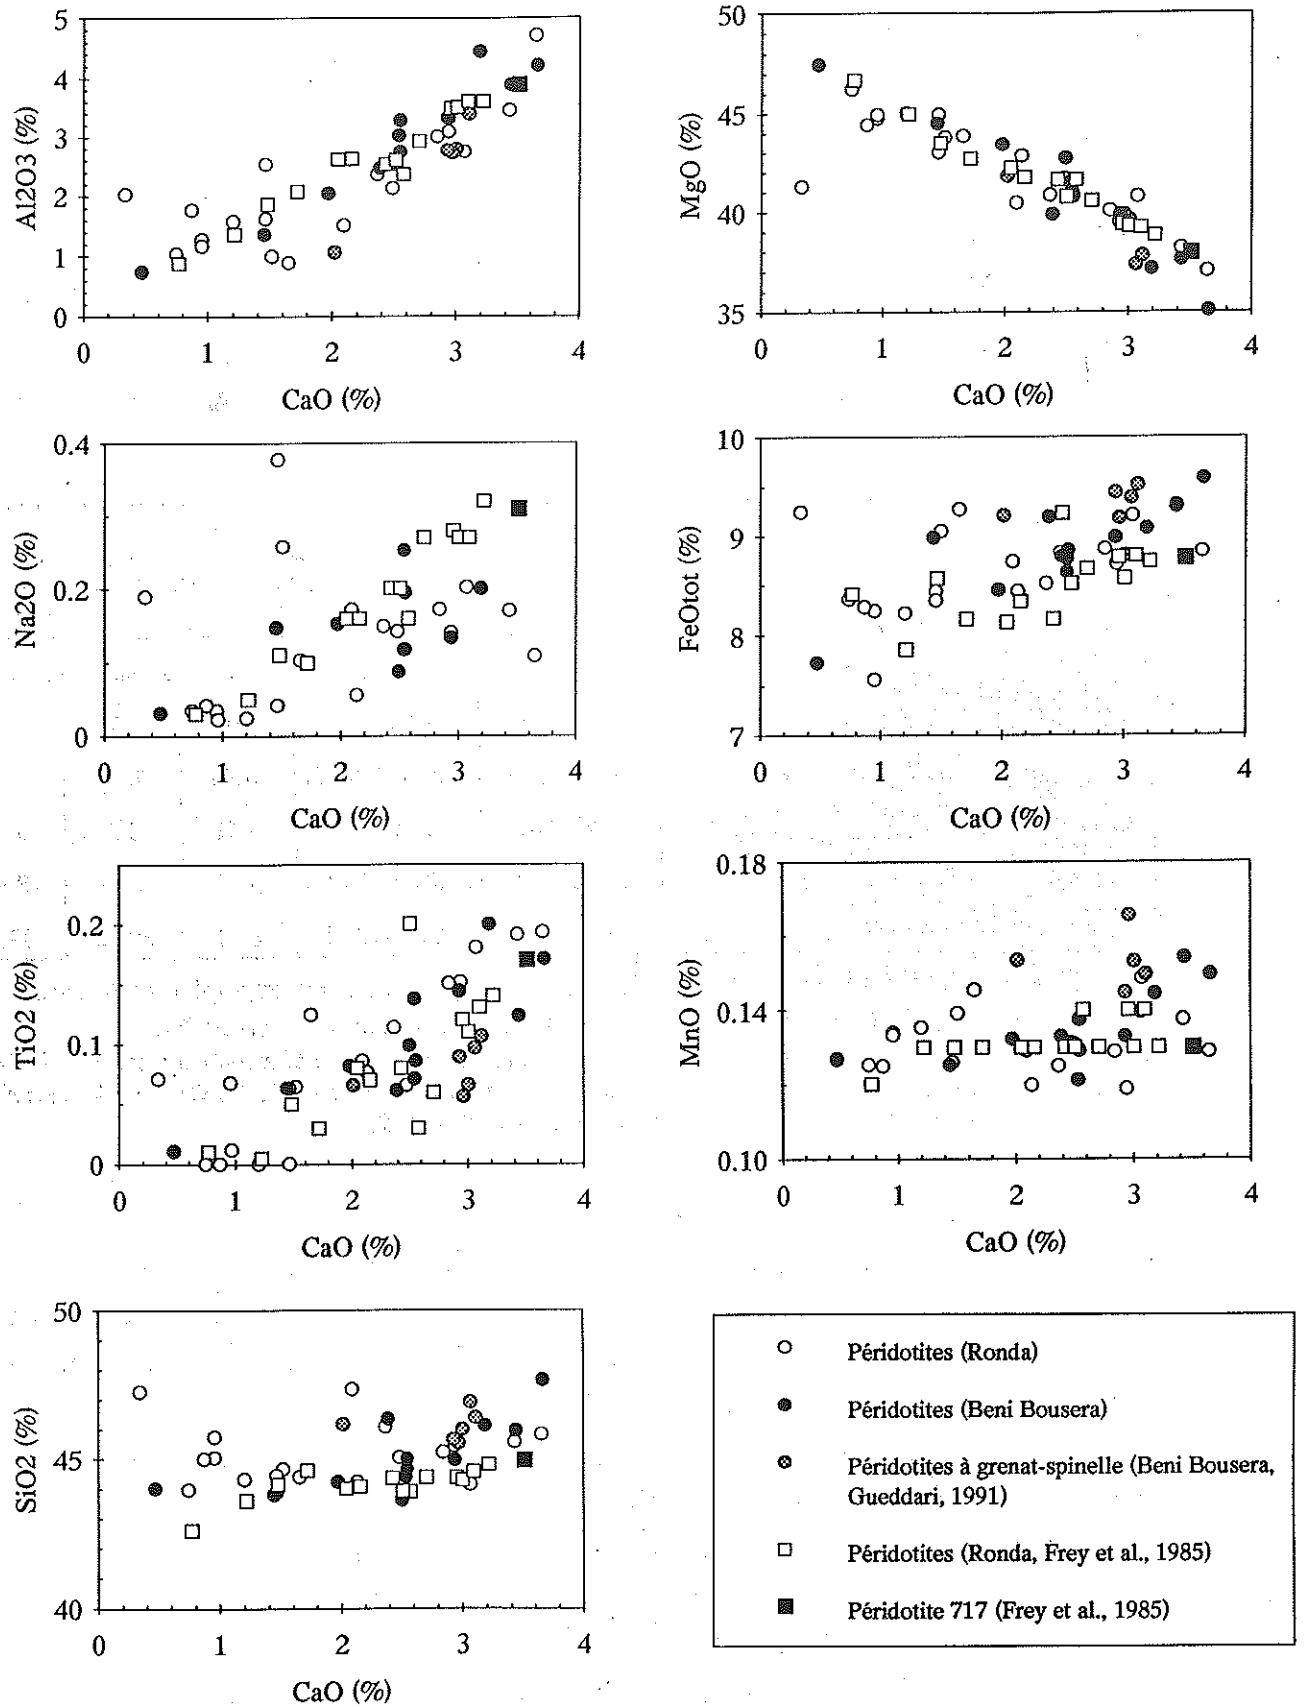 5
4
3
2
1
0
Al2O3 (%)
0 1 2 3 4
CaO (%)
50
45
40
35
MgO (%)
0 1 2 3 4
CaO (%)
0.4
0.2
0
Na2O (%)
0 1 2 3 4
CaO (%)
10
9
8
7
FeOtot (%)
0 1 2 3 4
CaO (%)
0.2
0.1
0
TiO2 (%)
0 1 2 3 4
CaO (%)
0.18
0.14
0.10
MnO (%)
0 1 2 3 4
CaO (%)
50
45
40
SiO2 (%)
0 1 2 3 4
CaO (%)
Péridotites (Ronda)
Péridotites (Beni Bousera)
Péridotites à grenat-spinelle (Beni Bousera,
Gueddari, 1991)
Péridotites (Ronda, Frey et al., 1985)
Péridotite 717 (Frey et al., 1985)